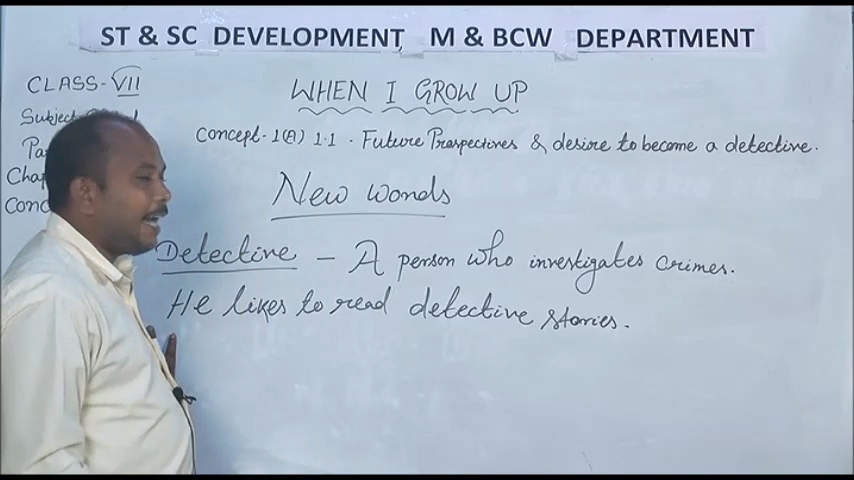 ST & SC DEVELOPMENT, M & BCW DEPARTMENT
CLASS-VII
WHEN I GROW UP
Concept-1(A) 1.1. Future Prospectives & desire to become a detective.
New words
Detective - A person who investigates crimes.
He likes to read detective stories.